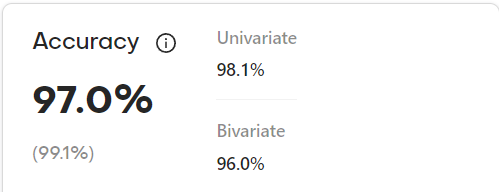 Accuracy
97.0%
(99.1%)
Univariate
98.1%
Bivariate
96.0%